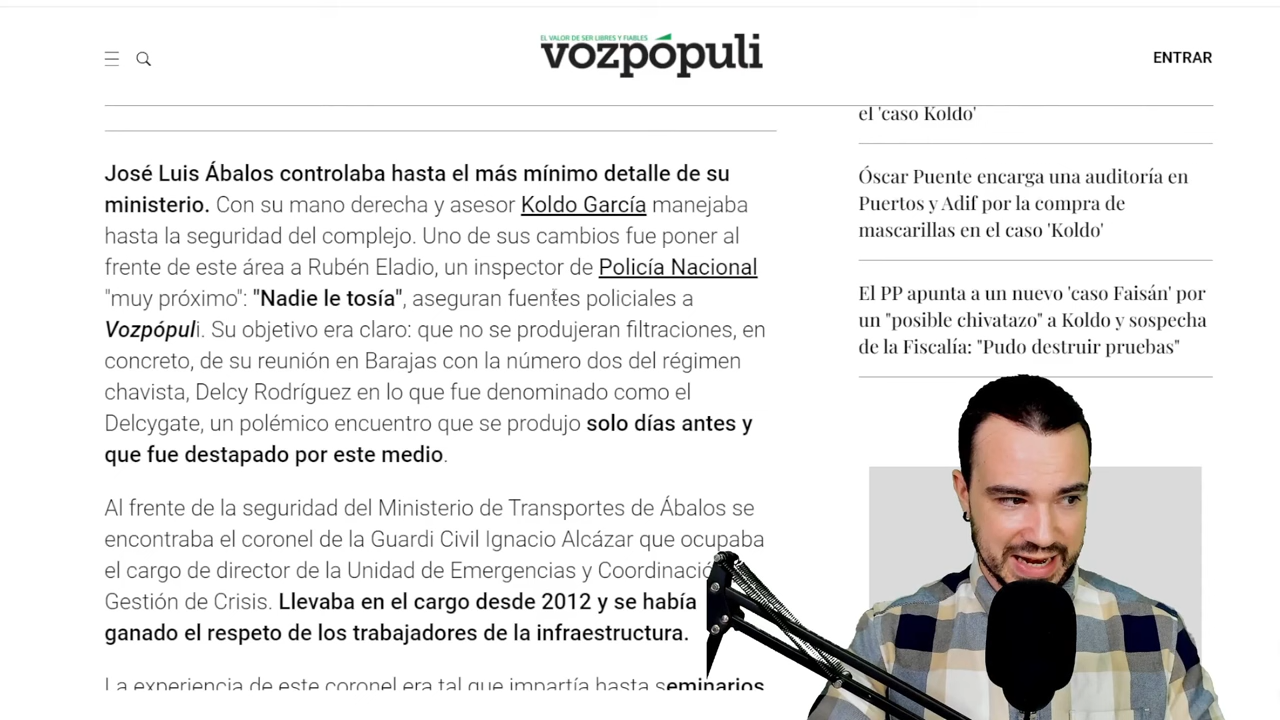 EL VALOR DE SER LIBRES Y FIABLES
vozpópuli
ENTRAR
José Luis Ábalos controlaba hasta el más mínimo detalle de su
ministerio. Con su mano derecha y asesor Koldo García manejaba
hasta la seguridad del complejo. Uno de sus cambios fue poner al
frente de este área a Rubén Eladio, un inspector de Policía Nacional
"muy próximo": "Nadie le tosía", aseguran fuentes policiales a
Vozpópuli. Su objetivo era claro: que no se produjeran filtraciones, en
concreto, de su reunión en Barajas con la número dos del régimen
chavista, Delcy Rodríguez en lo que fue denominado como el
Delcygate, un polémico encuentro que se produjo solo días antes y
que fue destapado por este medio.
Al frente de la seguridad del Ministerio de Transportes de Ábalos se
encontraba el coronel de la Guardi Civil Ignacio Alcázar que ocupaba
el cargo de director de la Unidad de Emergencias y Coordinació
Gestión de Crisis. Llevaba en el cargo desde 2012 y se había
ganado el respeto de los trabajadores de la infraestructura.
La experiencia de este coronel era tal que impartía hasta seminarios
el 'caso Koldo'
Óscar Puente encarga una auditoría en
Puertos y Adif por la compra de
mascarillas en el caso 'Koldo'
El PP apunta a un nuevo 'caso Faisán' por
un "posible chivatazo" a Koldo y sospecha
de la Fiscalía: "Pudo destruir pruebas"